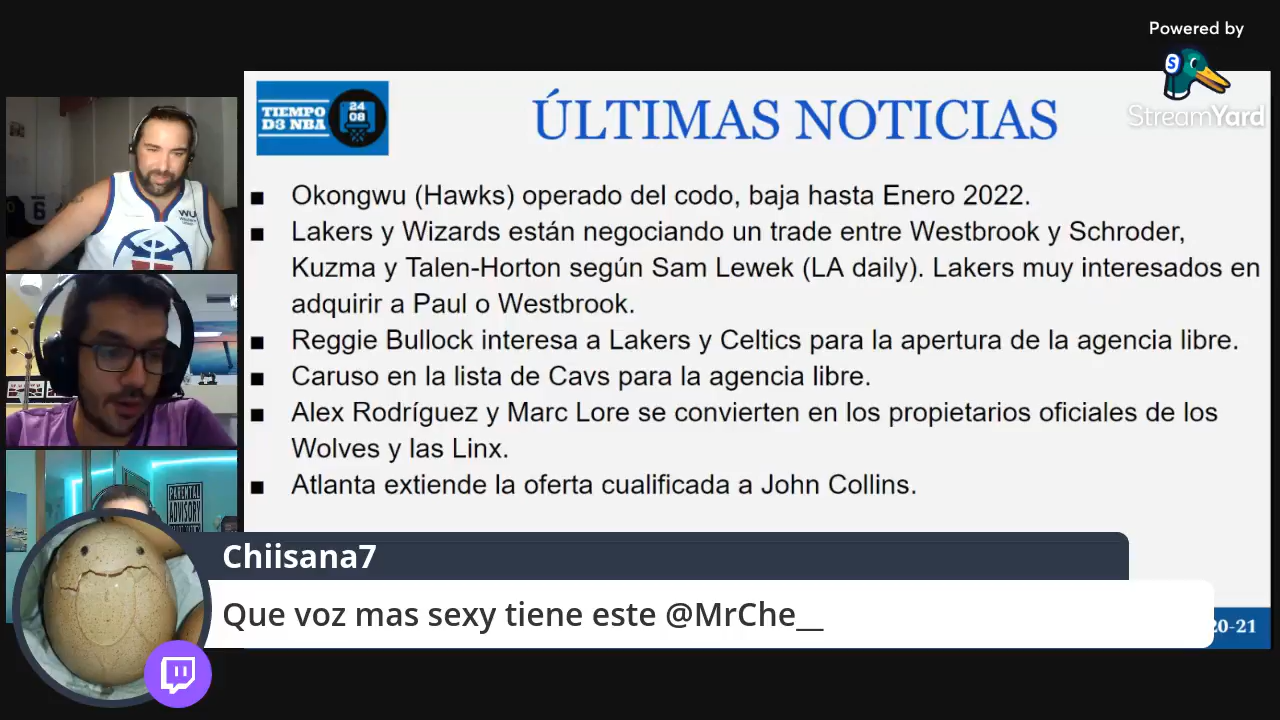 Powered by
StreamYard
TIEMPO
D3 NBA
24
08
ÚLTIMAS NOTICIAS
■ Okongwu (Hawks) operado del codo, baja hasta Enero 2022.
■ Lakers y Wizards están negociando un trade entre Westbrook y Schroder,
Kuzma y Talen-Horton según Sam Lewek (LA daily). Lakers muy interesados en
adquirir a Paul o Westbrook.
■ Reggie Bullock interesa a Lakers y Celtics para la apertura de la agencia libre.
■ Caruso en la lista de Cavs para la agencia libre.
■ Alex Rodríguez y Marc Lore se convierten en los propietarios oficiales de los
Wolves y las Linx.
■ Atlanta extiende la oferta cualificada a John Collins.
WU
6
PARENTAL
ADVISORY
Chiisana7
Que voz mas sexy tiene este @MrChe__
20-21